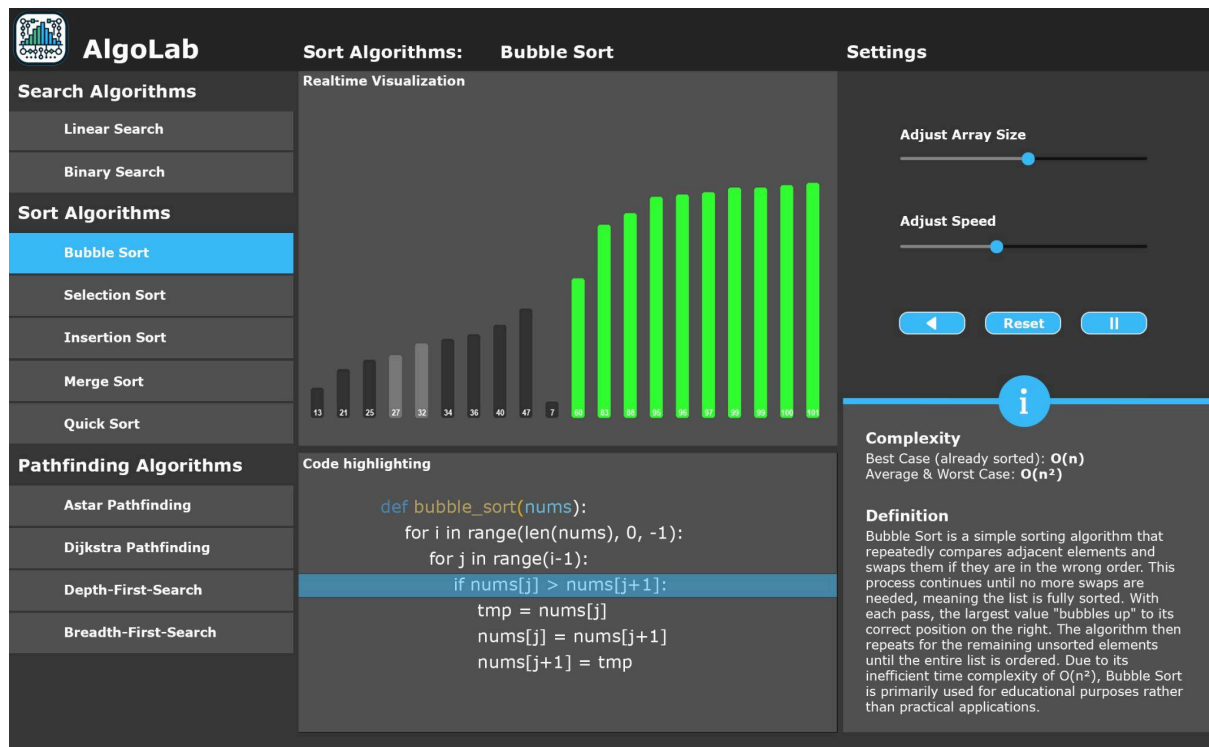 AlgoLab
Sort Algorithms: Bubble Sort
Settings
Search Algorithms
Linear Search
Binary Search
Sort Algorithms
Bubble Sort
Selection Sort
Insertion Sort
Merge Sort
Quick Sort
Pathfinding Algorithms
Astar Pathfinding
Dijkstra Pathfinding
Depth-First-Search
Breadth-First-Search
Realtime Visualization
13 21 25 27 32 34 36 40 47 7 60 83 88 95 96 97 99 99 100 101
Code highlighting
def bubble_sort(nums):
for i in range(len(nums), 0, -1):
for j in range(i-1):
if nums[j] > nums[j+1]:
tmp = nums[j]
nums[j] = nums[j+1]
nums[j+1] = tmp
Adjust Array Size
Adjust Speed
Reset
i
Complexity
Best Case (already sorted): O(n)
Average & Worst Case: O(n²)
Definition
Bubble Sort is a simple sorting algorithm that
repeatedly compares adjacent elements and
swaps them if they are in the wrong order. This
process continues until no more swaps are
needed, meaning the list is fully sorted. With
each pass, the largest value "bubbles up" to its
correct position on the right. The algorithm then
repeats for the remaining unsorted elements
until the entire list is ordered. Due to its
inefficient time complexity of O(n²), Bubble Sort
is primarily used for educational purposes rather
than practical applications.